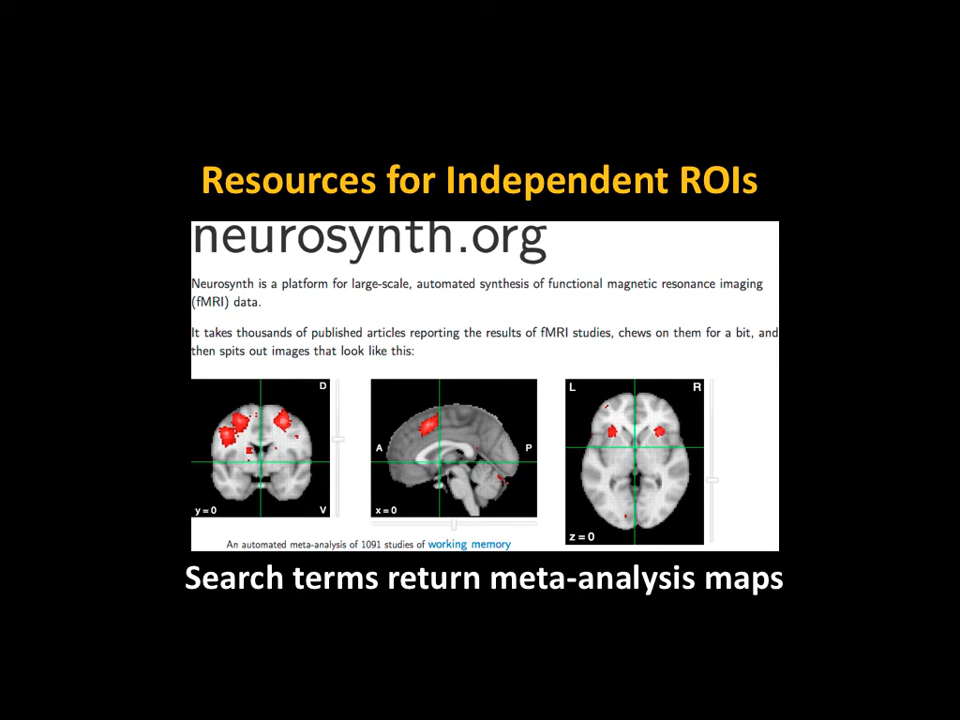 Resources for Independent ROIs
neurosynth.org
Neurosynth is a platform for large-scale, automated synthesis of functional magnetic resonance imaging
(fMRI) data.
It takes thousands of published articles reporting the results of fMRI studies, chews on them for a bit, and
then spits out images that look like this:
D
L R
A P
y = 0 V
x = 0
z = 0
An automated meta-analysis of 1091 studies of working memory
Search terms return meta-analysis maps